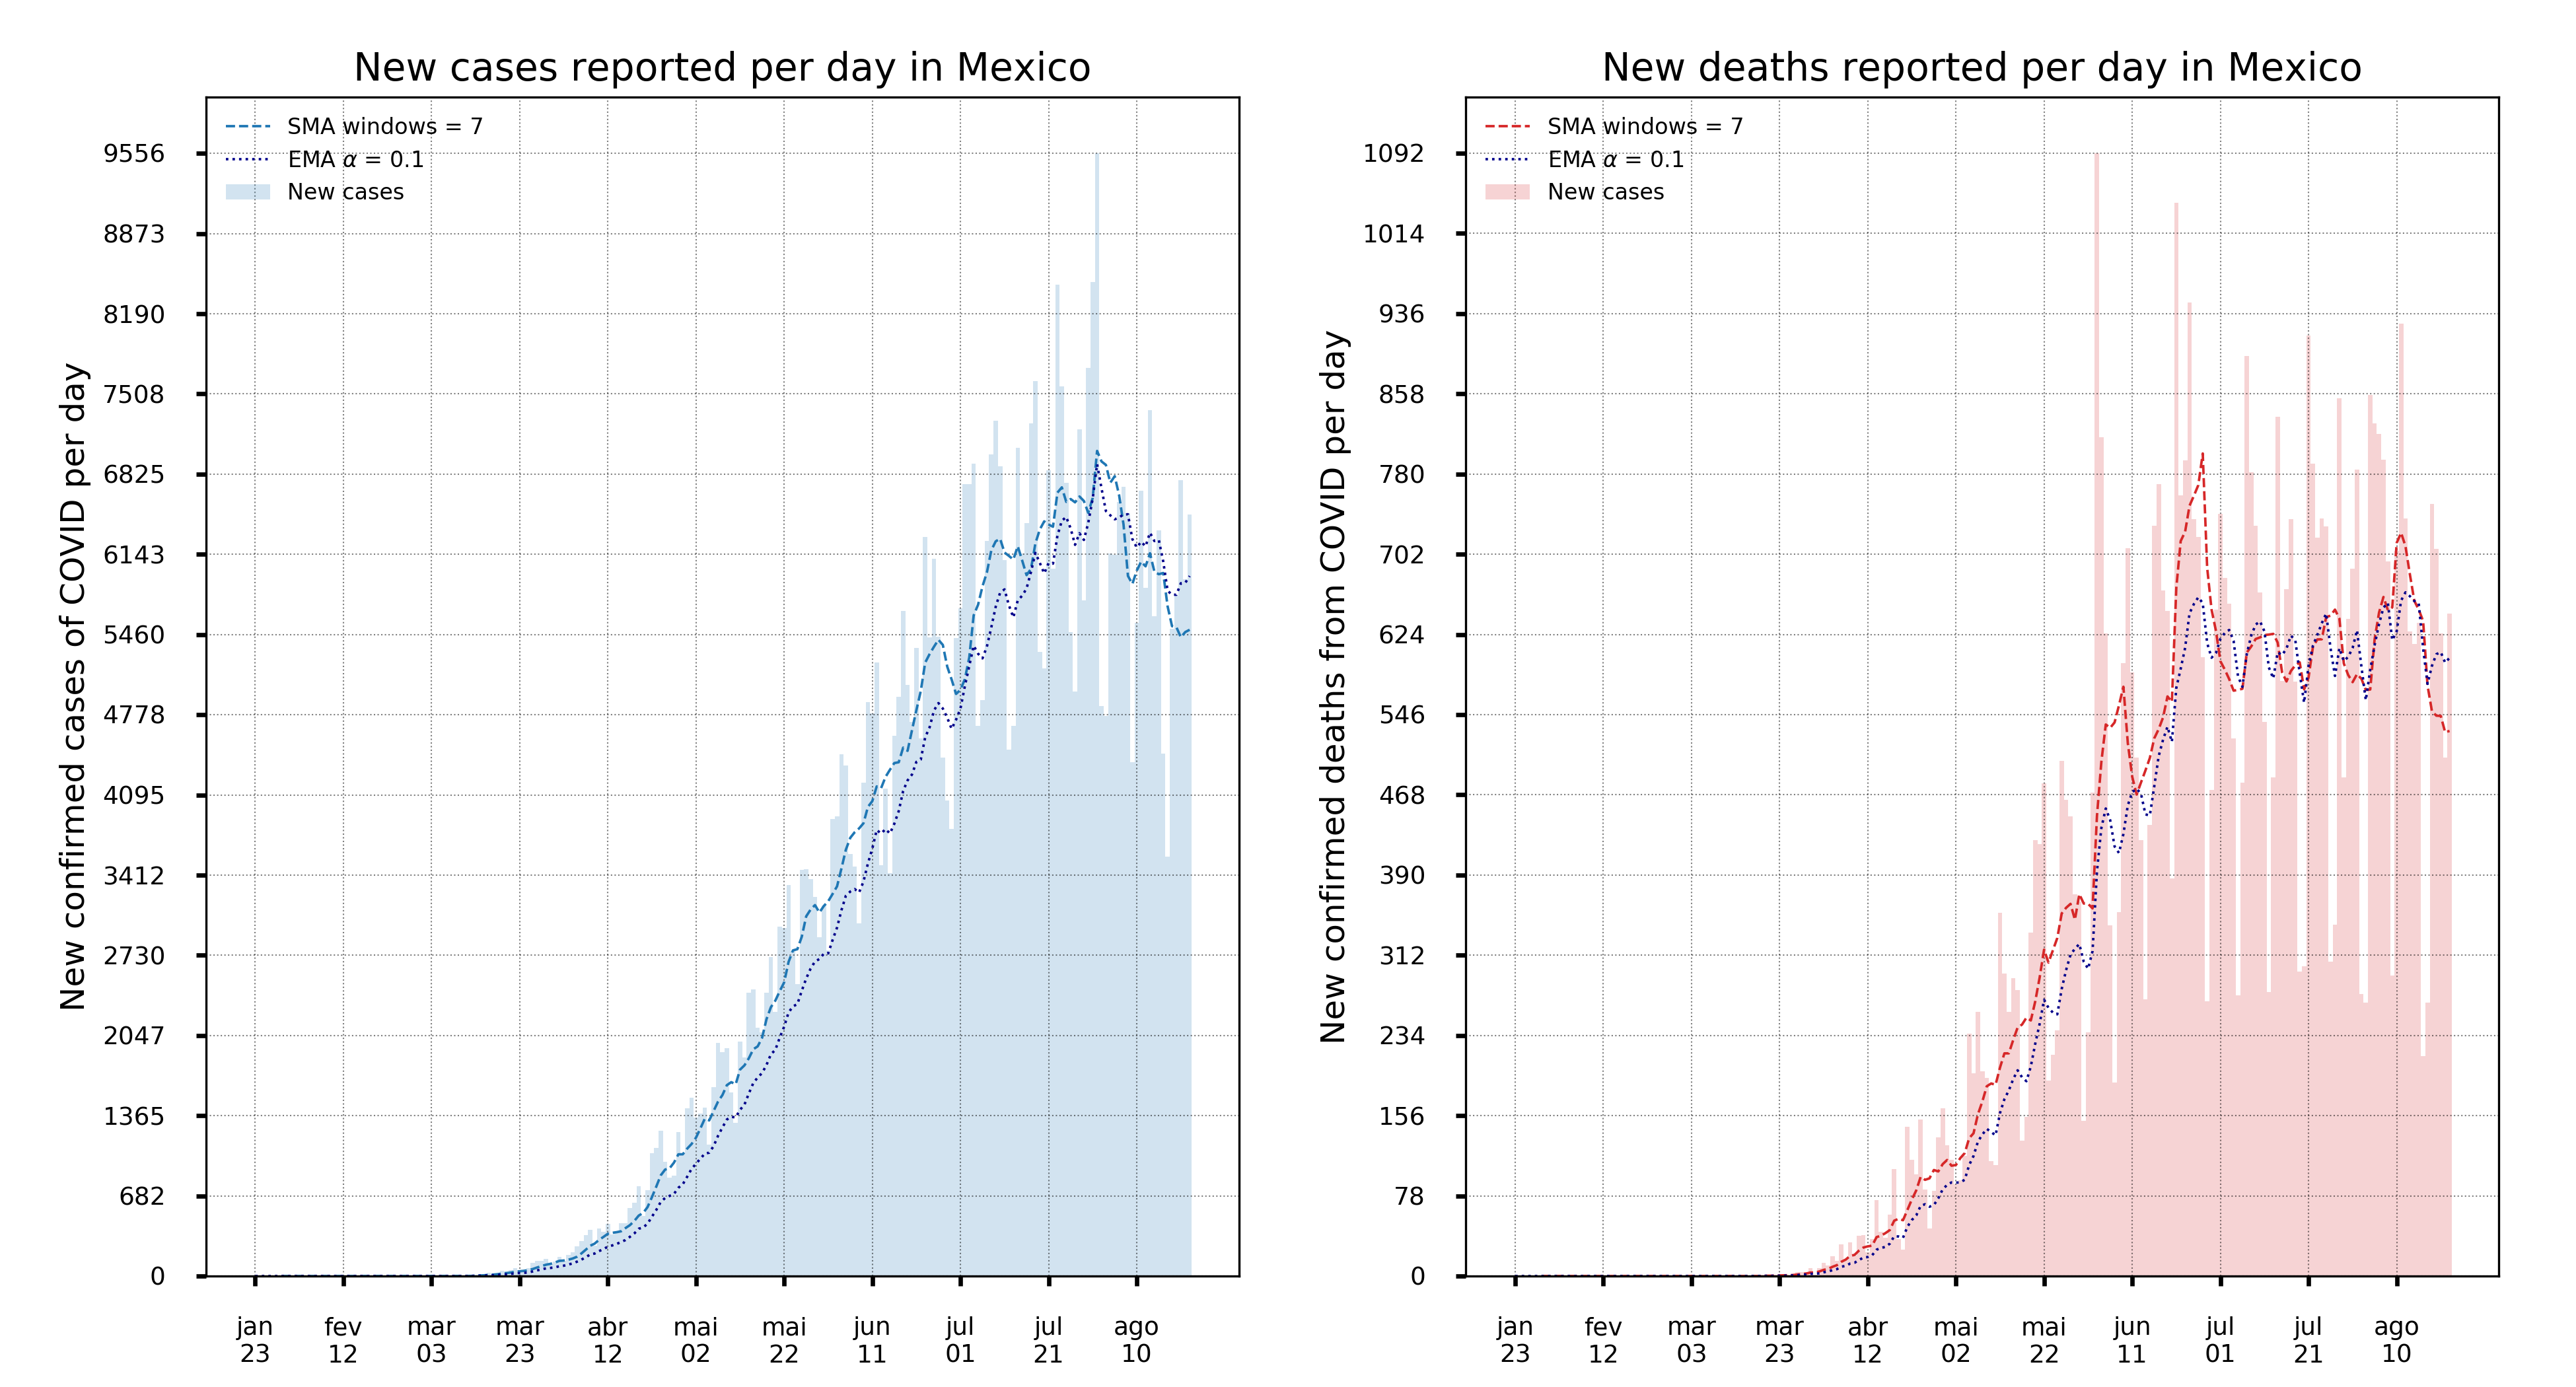 New cases reported per day in Mexico
SMA windows = 7
EMA α = 0.1
New cases
New confirmed cases of COVID per day
9556
8873
8190
7508
6825
6143
5460
4778
4095
3412
2730
2047
1365
682
0
jan fev mar mar abr mai mai jun jul jul ago
23 12 03 23 12 02 22 11 01 21 10
New deaths reported per day in Mexico
SMA windows = 7
EMA α = 0.1
New cases
New confirmed deaths from COVID per day
1092
1014
936
858
780
702
624
546
468
390
312
234
156
78
0
jan fev mar mar abr mai mai jun jul jul ago
23 12 03 23 12 02 22 11 01 21 10